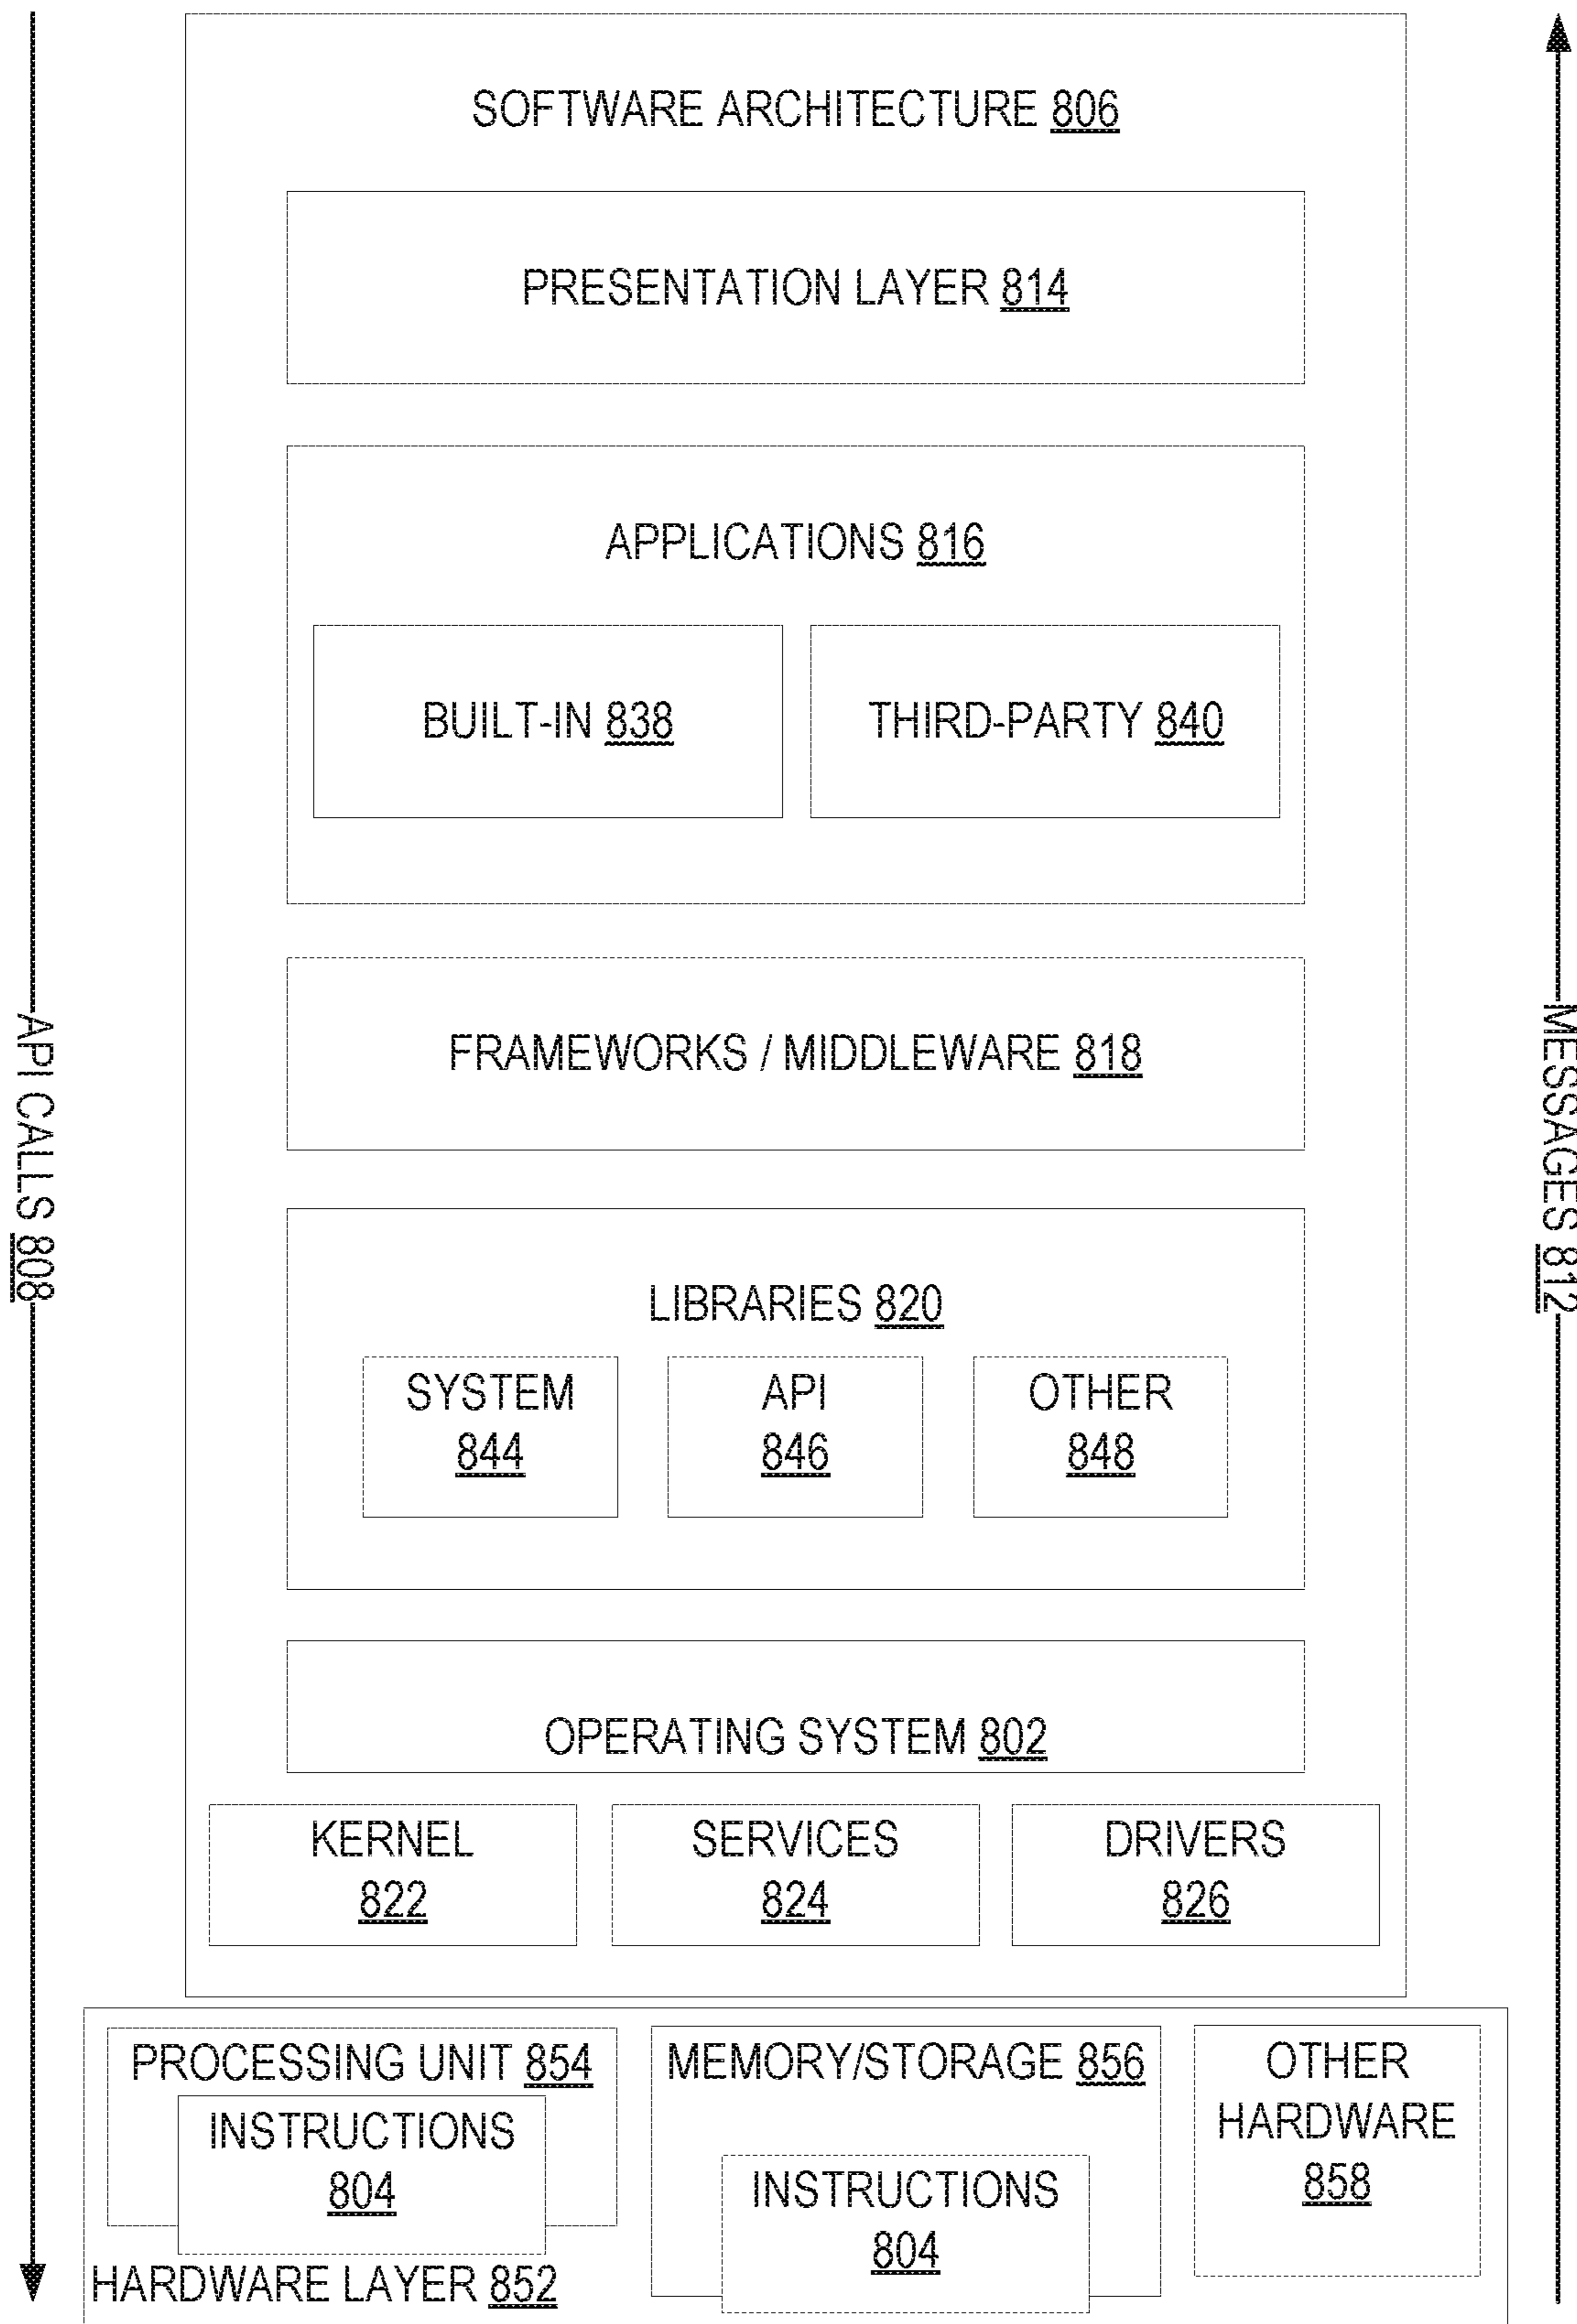 SOFTWARE ARCHITECTURE 806
PRESENTATION LAYER 814
APPLICATIONS 816
BUILT-IN 838
THIRD-PARTY 840
FRAMEWORKS / MIDDLEWARE 818
API CALLS 808
MESSAGES 812
LIBRARIES 820
SYSTEM
844
API
846
OTHER
848
OPERATING SYSTEM 802
KERNEL
822
SERVICES
824
DRIVERS
826
PROCESSING UNIT 854
INSTRUCTIONS
804
MEMORY/STORAGE 856
INSTRUCTIONS
804
OTHER
HARDWARE
858
HARDWARE LAYER 852